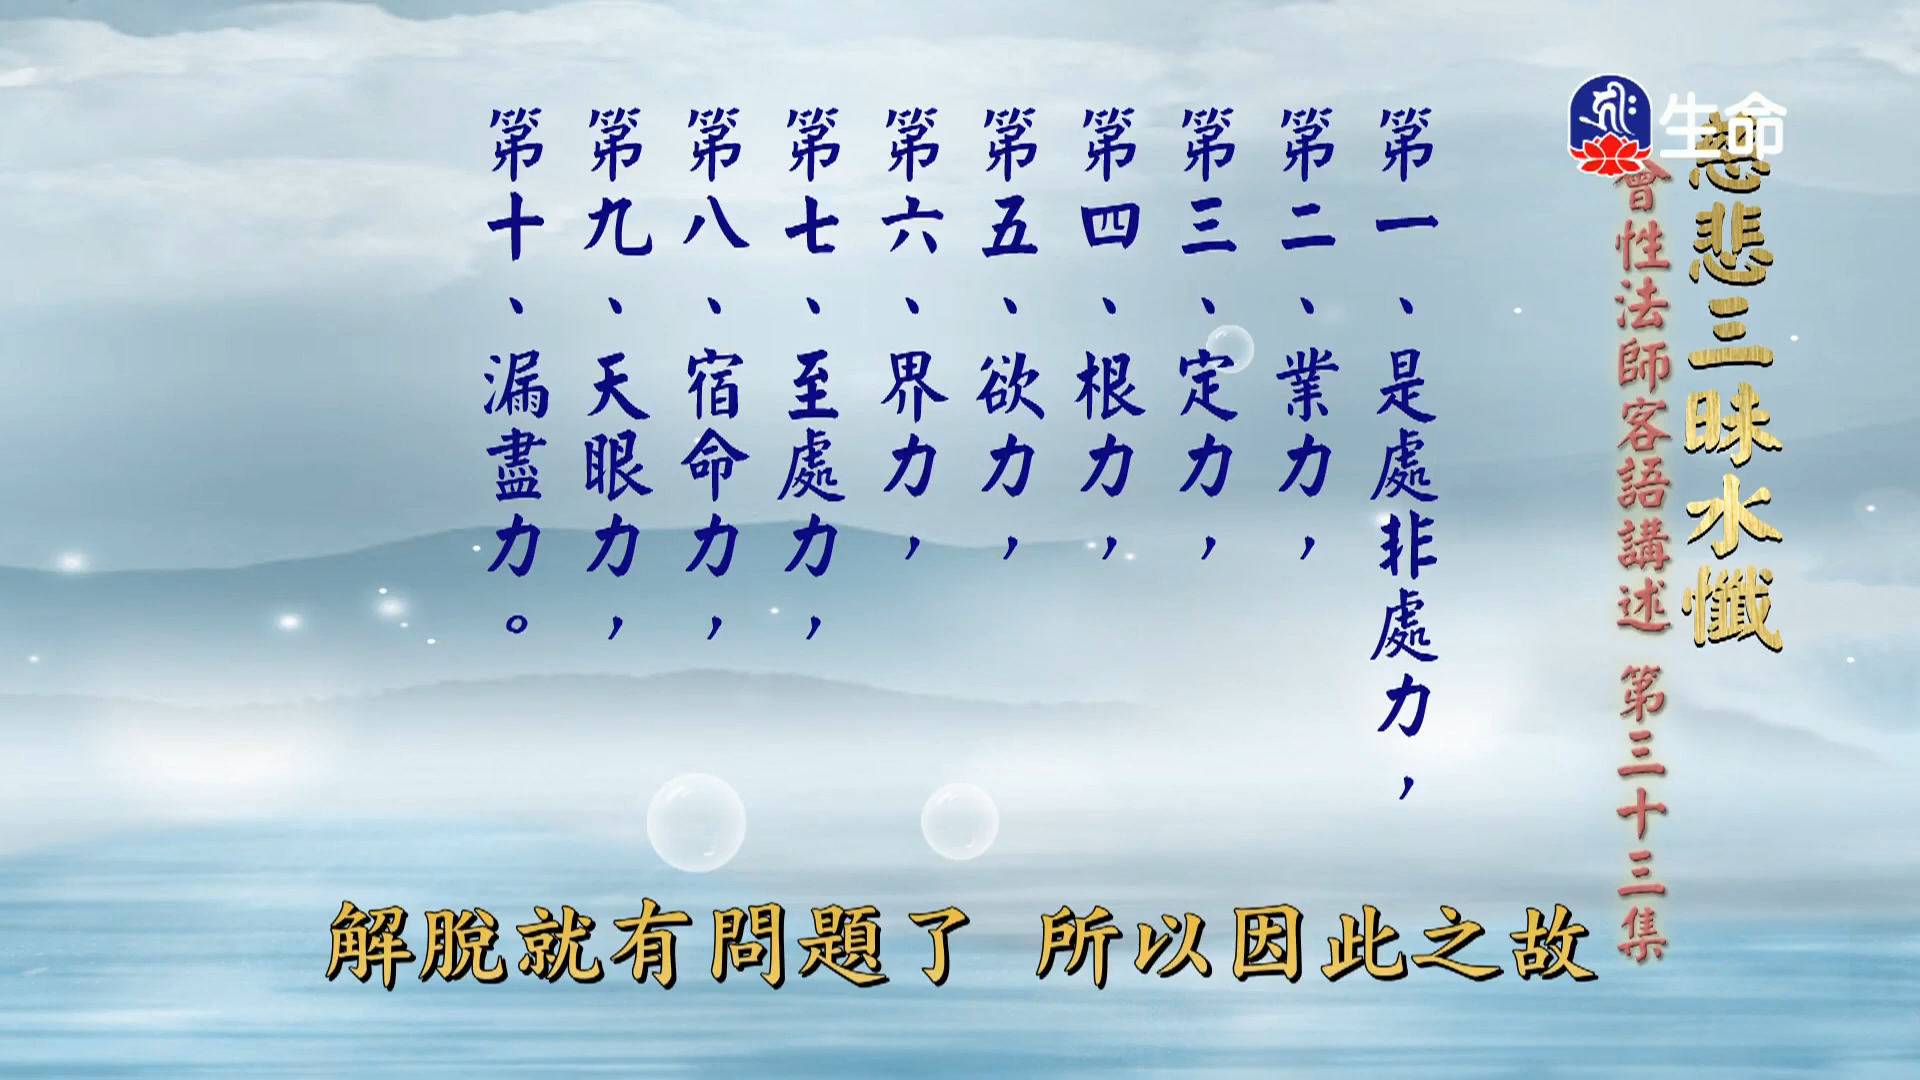 生命
慈悲三昧水懺
會性法師客語講述 第三十三集
第一、是處非處力，
第二、業力，
第三、定力，
第四、根力，
第五、欲力，
第六、界力，
第七、至處力，
第八、宿命力，
第九、天眼力，
第十、漏盡力。
解脫就有問題了 所以因此之故